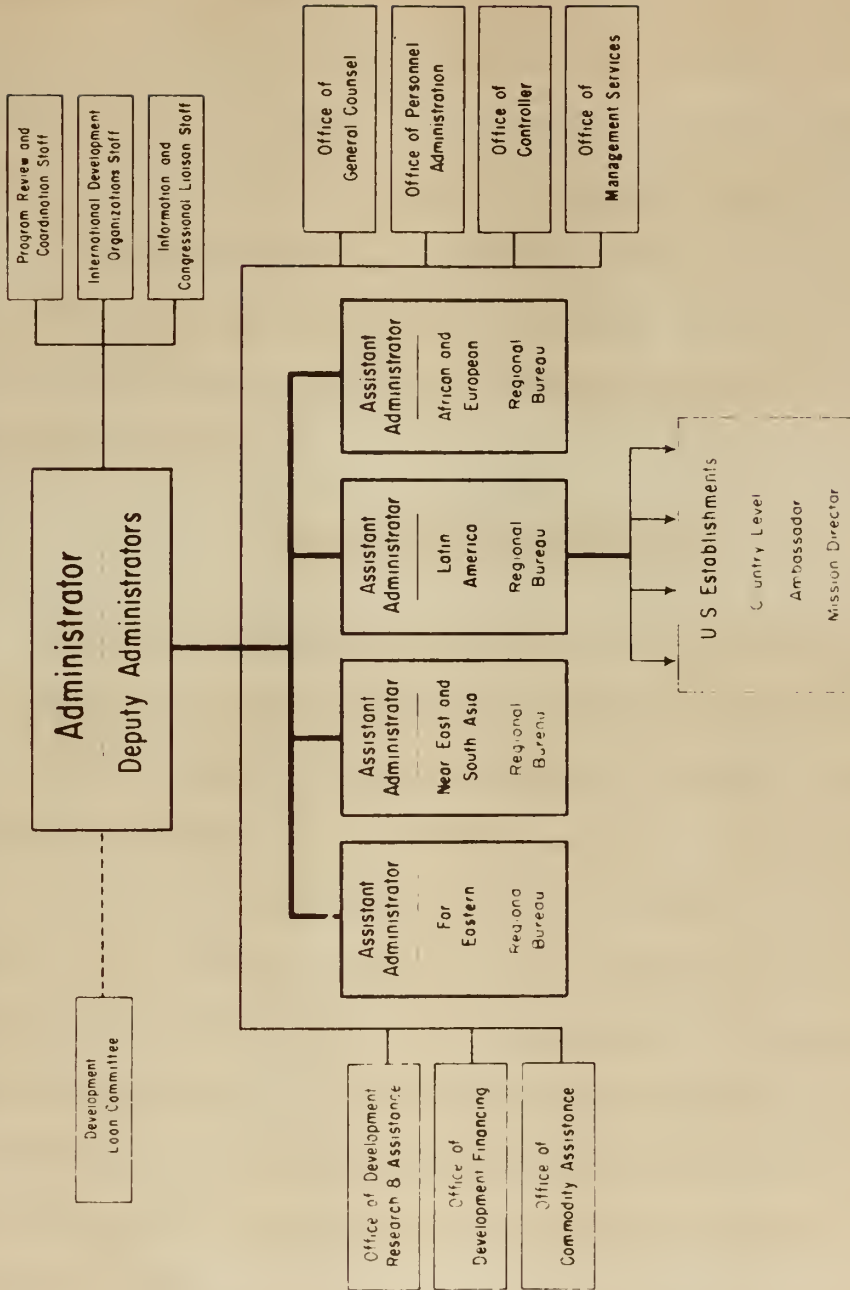 Administrator
Deputy Administrators
Development
Loan Committee
Program Review and
Coordination Staff
International Development
Organizations Staff
Information and
Congressional Liaison Staff
Office of Development
Research & Assistance
Office of
Development Financing
Office of
Commodity Assistance
Assistant
Administrator
Far
Eastern
Regional
Bureau
Assistant
Administrator
Near East and
South Asia
Regional
Bureau
Assistant
Administrator
Latin
America
Regional
Bureau
Assistant
Administrator
African and
European
Regional
Bureau
Office of
General Counsel
Office of Personnel
Administration
Office of
Controller
Office of
Management Services
U S Establishments
Country Level
Ambassador
Mission Director